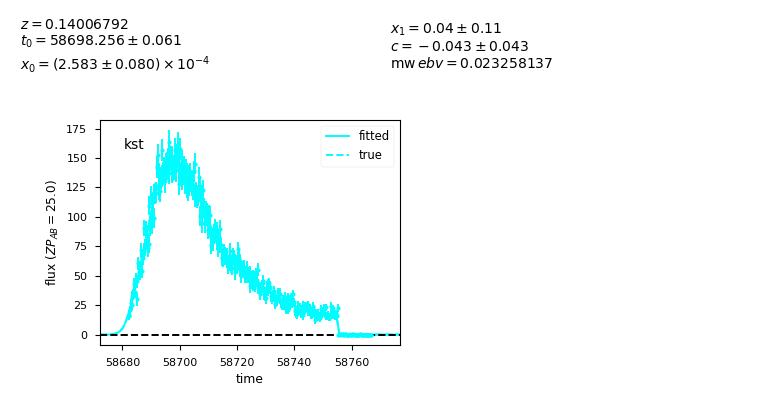 z = 0.14006792
t₀ = 58698.256 ± 0.061
x₀ = (2.583 ± 0.080) × 10⁻⁴
x₁ = 0.04 ± 0.11
c = −0.043 ± 0.043
mw ebv = 0.023258137
kst
fitted
true
175
150
125
100
75
50
25
0
flux (ZP_AB = 25.0)
58680 58700 58720 58740 58760
time